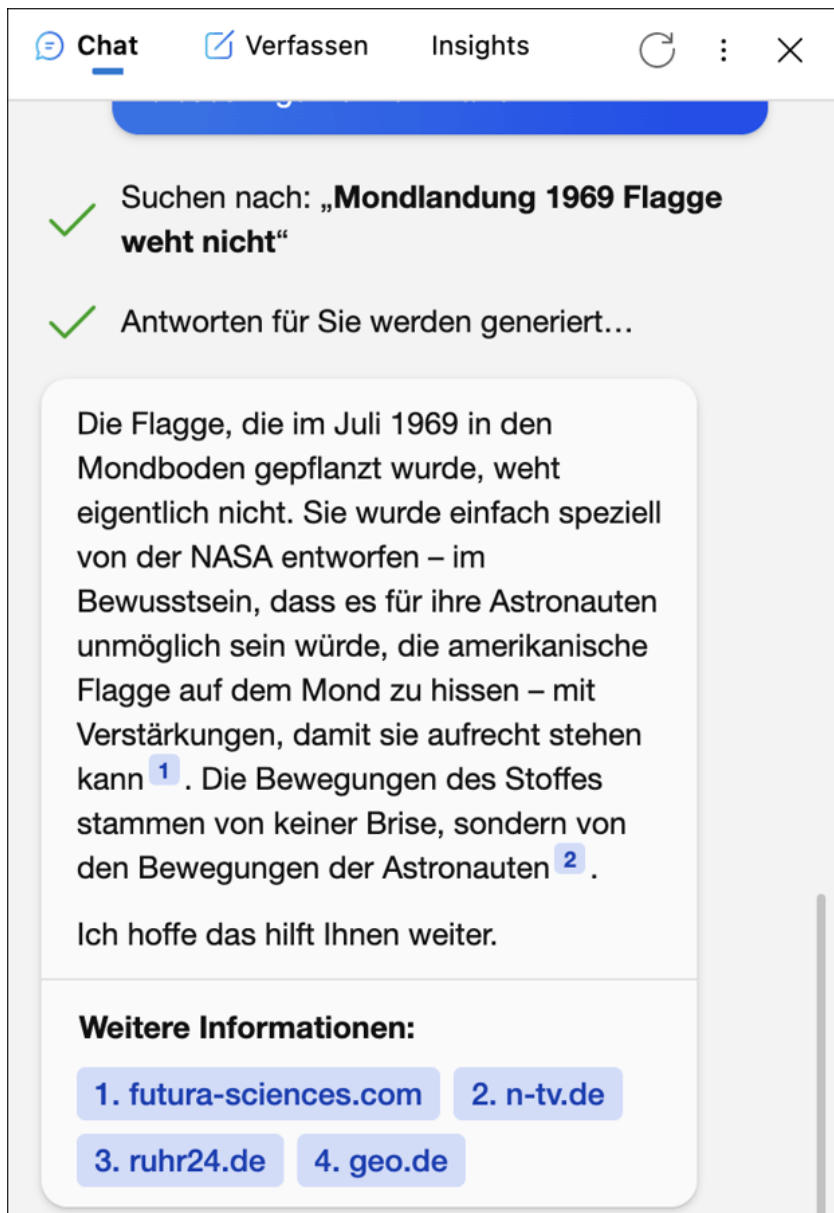 Chat Verfassen Insights
Suchen nach: „Mondlandung 1969 Flagge
weht nicht“
Antworten für Sie werden generiert...
Die Flagge, die im Juli 1969 in den
Mondboden gepflanzt wurde, weht
eigentlich nicht. Sie wurde einfach speziell
von der NASA entworfen – im
Bewusstsein, dass es für ihre Astronauten
unmöglich sein würde, die amerikanische
Flagge auf dem Mond zu hissen – mit
Verstärkungen, damit sie aufrecht stehen
kann 1 . Die Bewegungen des Stoffes
stammen von keiner Brise, sondern von
den Bewegungen der Astronauten 2 .
Ich hoffe das hilft Ihnen weiter.
Weitere Informationen:
1. futura-sciences.com 2. n-tv.de
3. ruhr24.de 4. geo.de